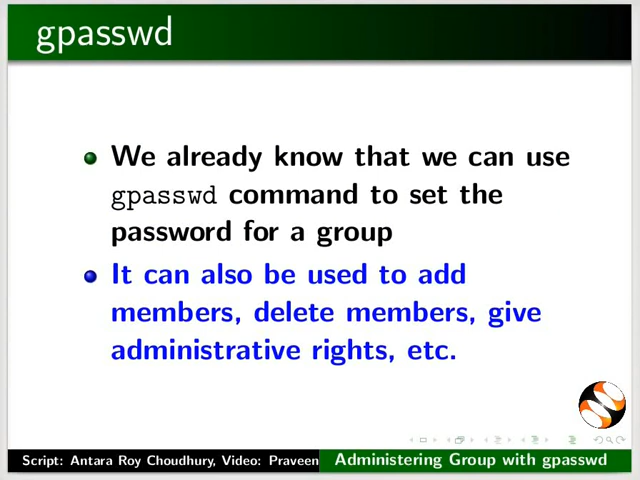 gpasswd
We already know that we can use
gpasswd command to set the
password for a group
It can also be used to add
members, delete members, give
administrative rights, etc.
Script: Antara Roy Choudhury, Video: Praveen
Administering Group with gpasswd